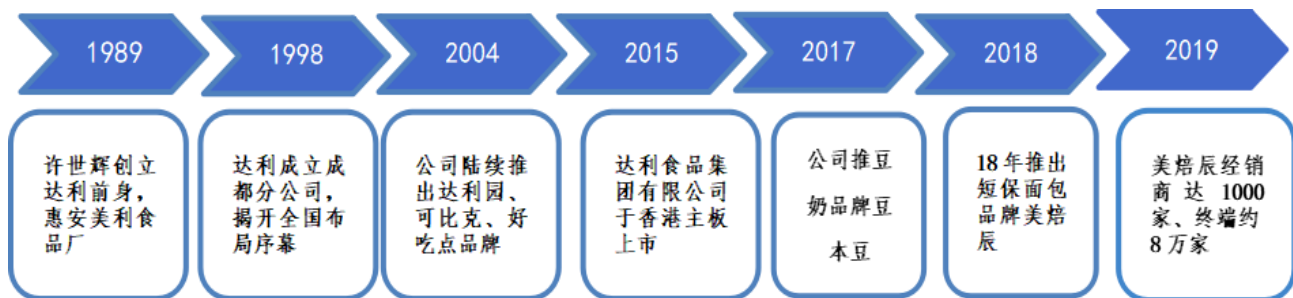 1989
1998
2004
2015
2017
2018
2019
许世辉创立
达利前身，
惠安美利食
品厂
达利成立成
都分公司，
揭开全国布
局序幕
公司陆续推
出达利园、
可比克、好
吃点品牌
达利食品集
团有限公司
于香港主板
上市
公司推豆
奶品牌豆
本豆
18 年推出
短保面包
品牌美焙
辰
美焙辰经销
商达 1000
家、终端约
8 万家